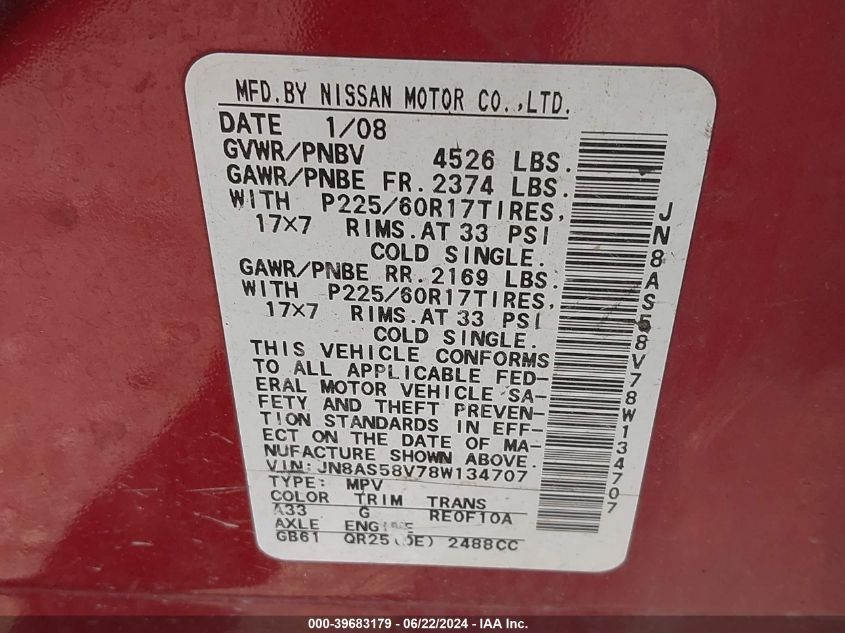 MFD.BY NISSAN MOTOR CO.,LTD.
DATE 1/08
GVWR/PNBV 4526 LBS.
GAWR/PNBE FR. 2374 LBS.
WITH P225/60R17TIRES,
17×7 RIMS.AT 33 PSI
COLD SINGLE.
GAWR/PNBE RR. 2169 LBS.
WITH P225/60R17TIRES,
17×7 RIMS.AT 33 PSI
COLD SINGLE.
THIS VEHICLE CONFORMS
TO ALL APPLICABLE FED-
ERAL MOTOR VEHICLE SA-
FETY AND THEFT PREVEN-
TION STANDARDS IN EFF-
ECT ON THE DATE OF MA-
NUFACTURE SHOWN ABOVE.
VIN: JN8AS58V78W134707
TYPE: MPV
COLOR TRIM TRANS
A33 G RE0F10A
AXLE ENGINE
GB61 QR25(DE) 2488CC
JN8AS58V78W134707
000-39683179 - 06/22/2024 - IAA Inc.